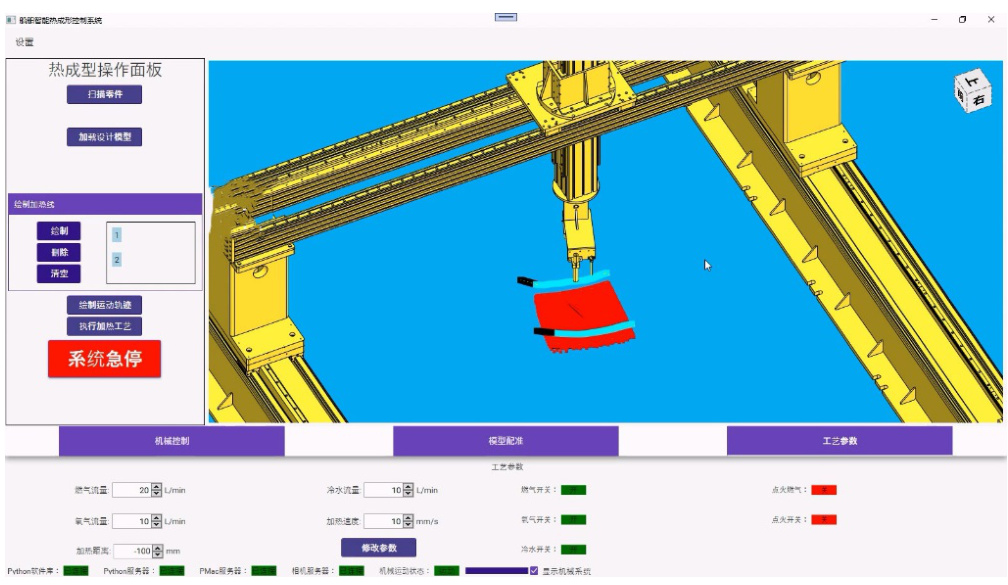 船舶智能热成形控制系统
设置
热成型操作面板
扫描零件
加载设计模型
绘制加热线
绘制
删除
清空
1
2
绘制运动轨迹
执行加热工艺
系统急停
上
右
机械控制
模型配准
工艺参数
工艺参数
燃气流量: 20 L/min
冷水流量: 10 L/min
燃气开关：
点火燃气： 关
氧气流量: 10 L/min
加热速度: 10 mm/s
氧气开关：
点火开关： 关
加热距离: -100 mm
修改参数
冷水开关：
Python软件库：
Python服务器：
PMac服务器：
相机服务器：
机械运动状态：
显示机械系统